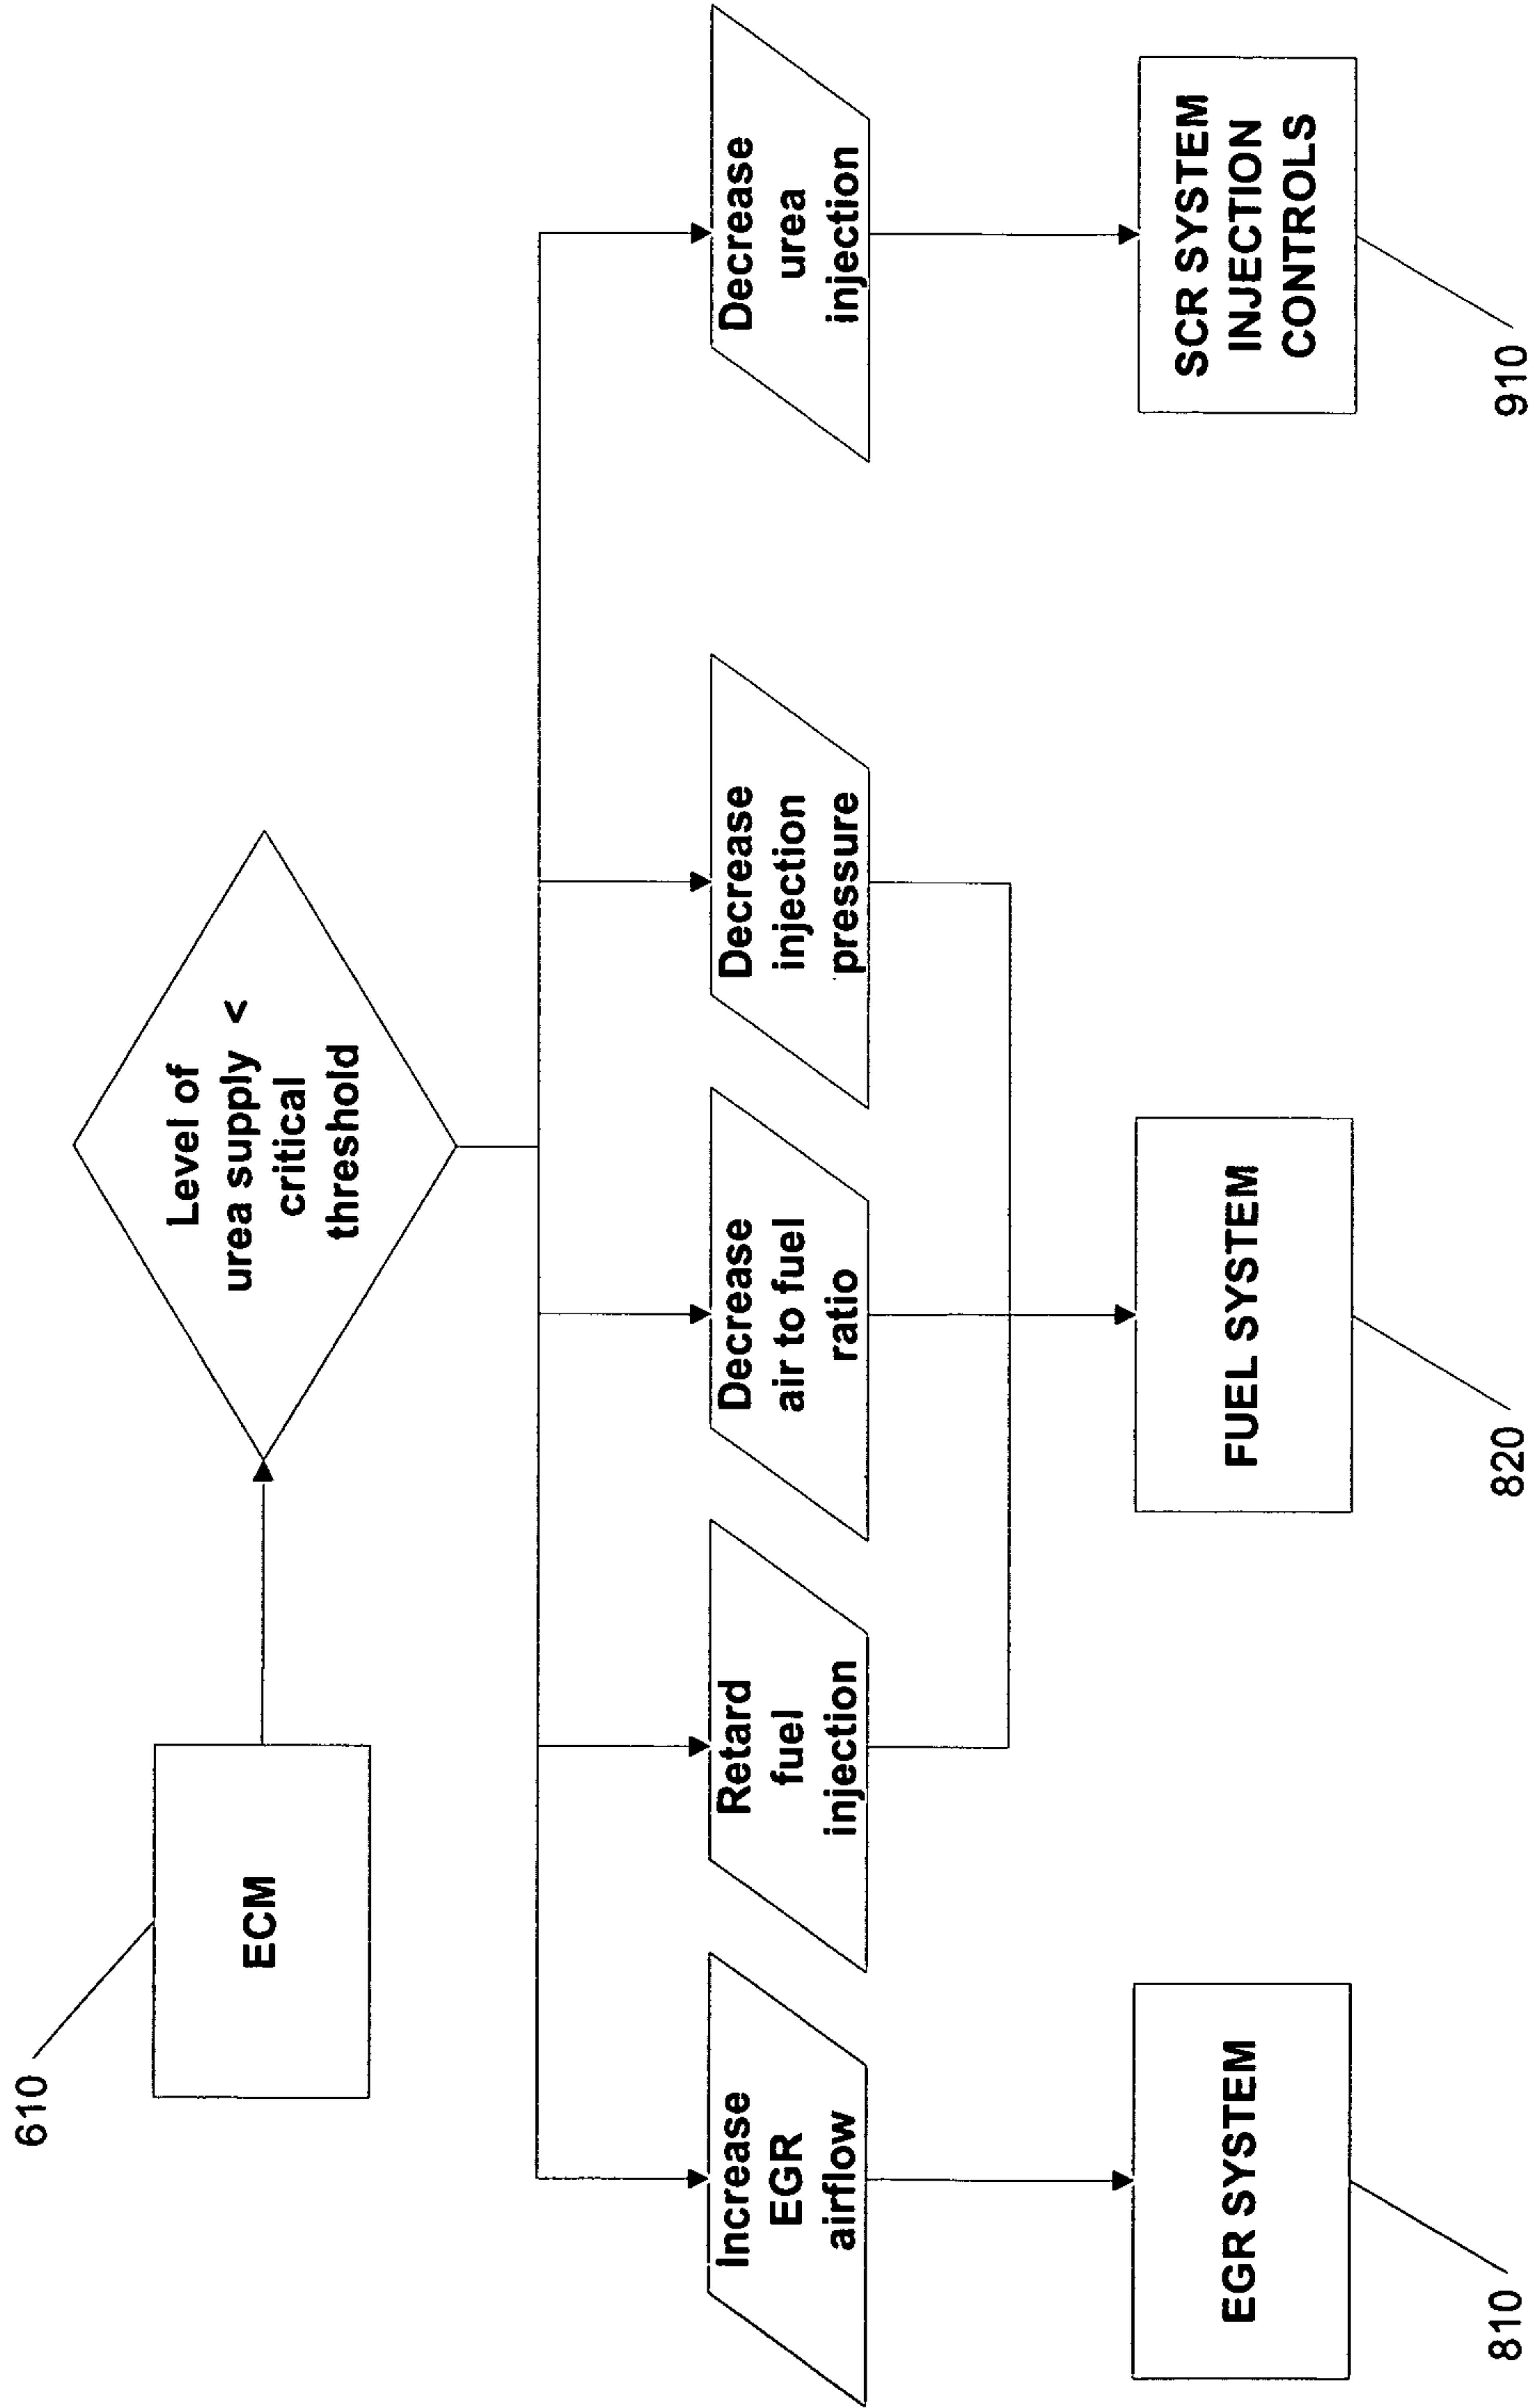 610
ECM
Level of
urea supply <
critical
threshold
Increase
EGR
airflow
Retard
fuel
injection
Decrease
air to fuel
ratio
Decrease
injection
pressure
Decrease
urea
injection
EGR SYSTEM
FUEL SYSTEM
SCR SYSTEM
INJECTION
CONTROLS
810
820
910